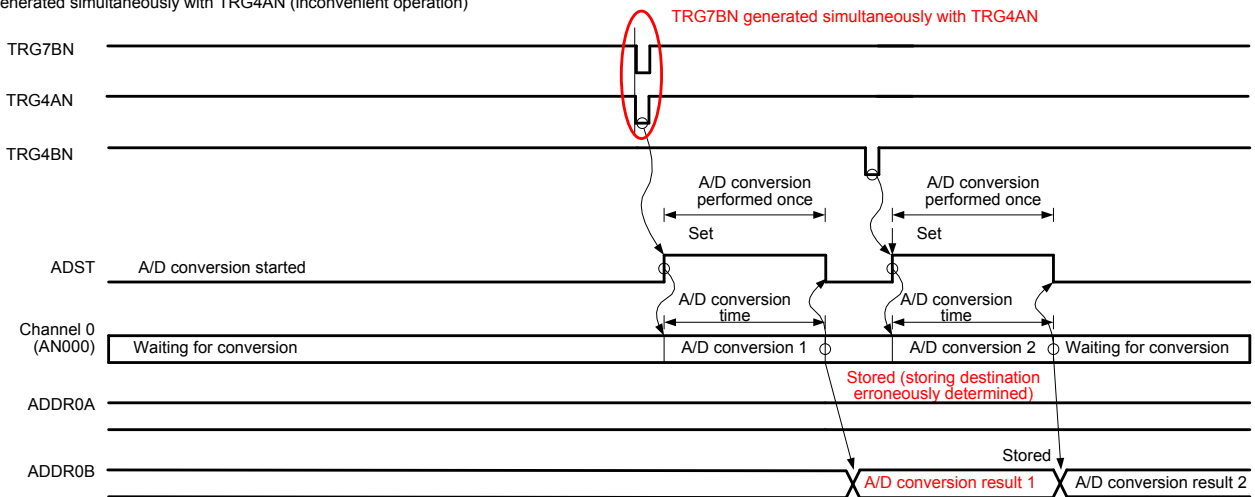 generated simultaneously with TRG4AN (inconvenient operation)
TRG7BN generated simultaneously with TRG4AN
TRG7BN
TRG4AN
TRG4BN
A/D conversion
performed once
A/D conversion
performed once
Set
Set
ADST
A/D conversion started
A/D conversion
time
A/D conversion
time
Channel 0
(AN000)
Waiting for conversion
A/D conversion 1
A/D conversion 2
Waiting for conversion
Stored (storing destination
erroneously determined)
ADDR0A
Stored
ADDR0B
A/D conversion result 1
A/D conversion result 2